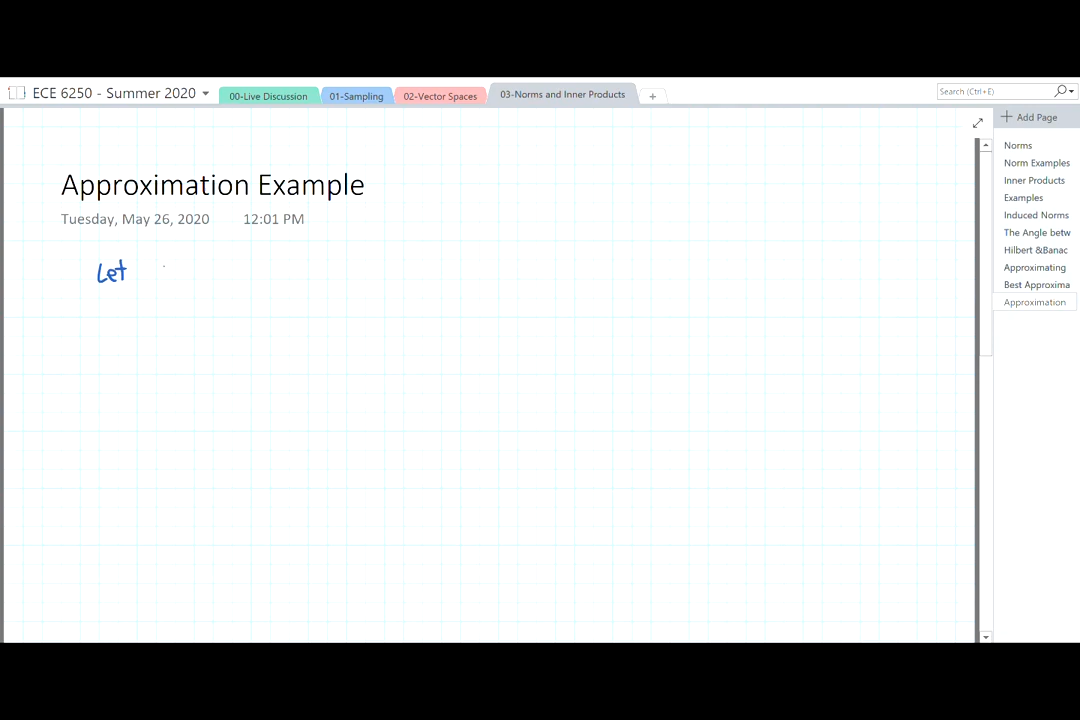 ECE 6250 - Summer 2020
00-Live Discussion
01-Sampling
02-Vector Spaces
03-Norms and Inner Products
+
Search (Ctrl+E)
Add Page
Approximation Example
Tuesday, May 26, 2020 12:01 PM
Let
Norms
Norm Examples
Inner Products
Examples
Induced Norms
The Angle betw
Hilbert &Banac
Approximating
Best Approxima
Approximation